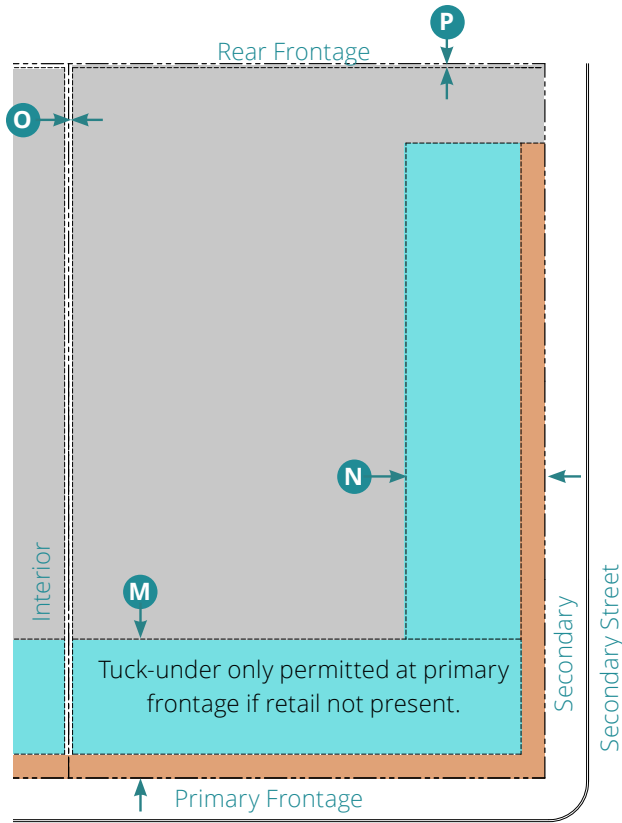 P
Rear Frontage
O
N
Interior
M
Secondary
Secondary Street
Tuck-under only permitted at primary
frontage if retail not present.
Primary Frontage